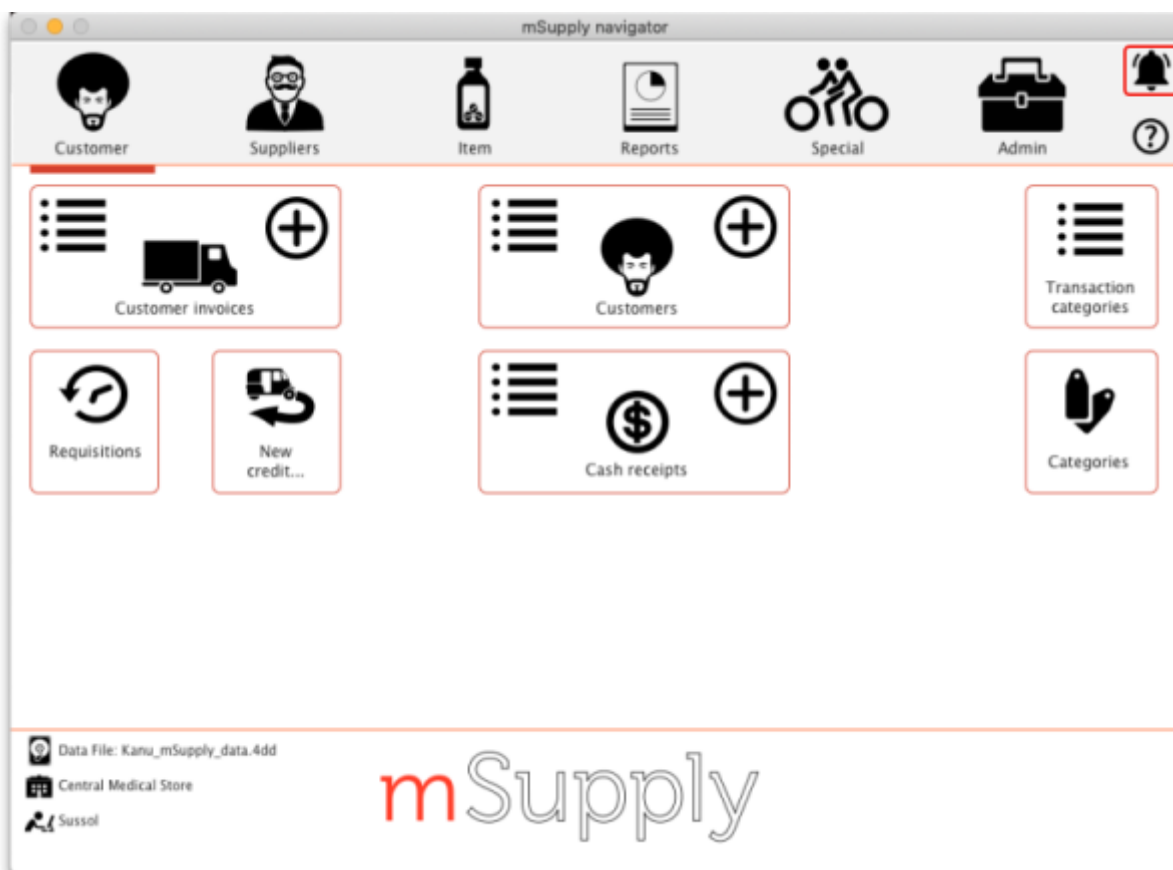 mSupply navigator
Customer
Suppliers
Item
Reports
Special
Admin
?
Customer invoices
Customers
Transaction
categories
Requisitions
New
credit...
$
Cash receipts
Categories
Data File: Kanu_mSupply_data.4dd
Central Medical Store
Sussol
mSupply